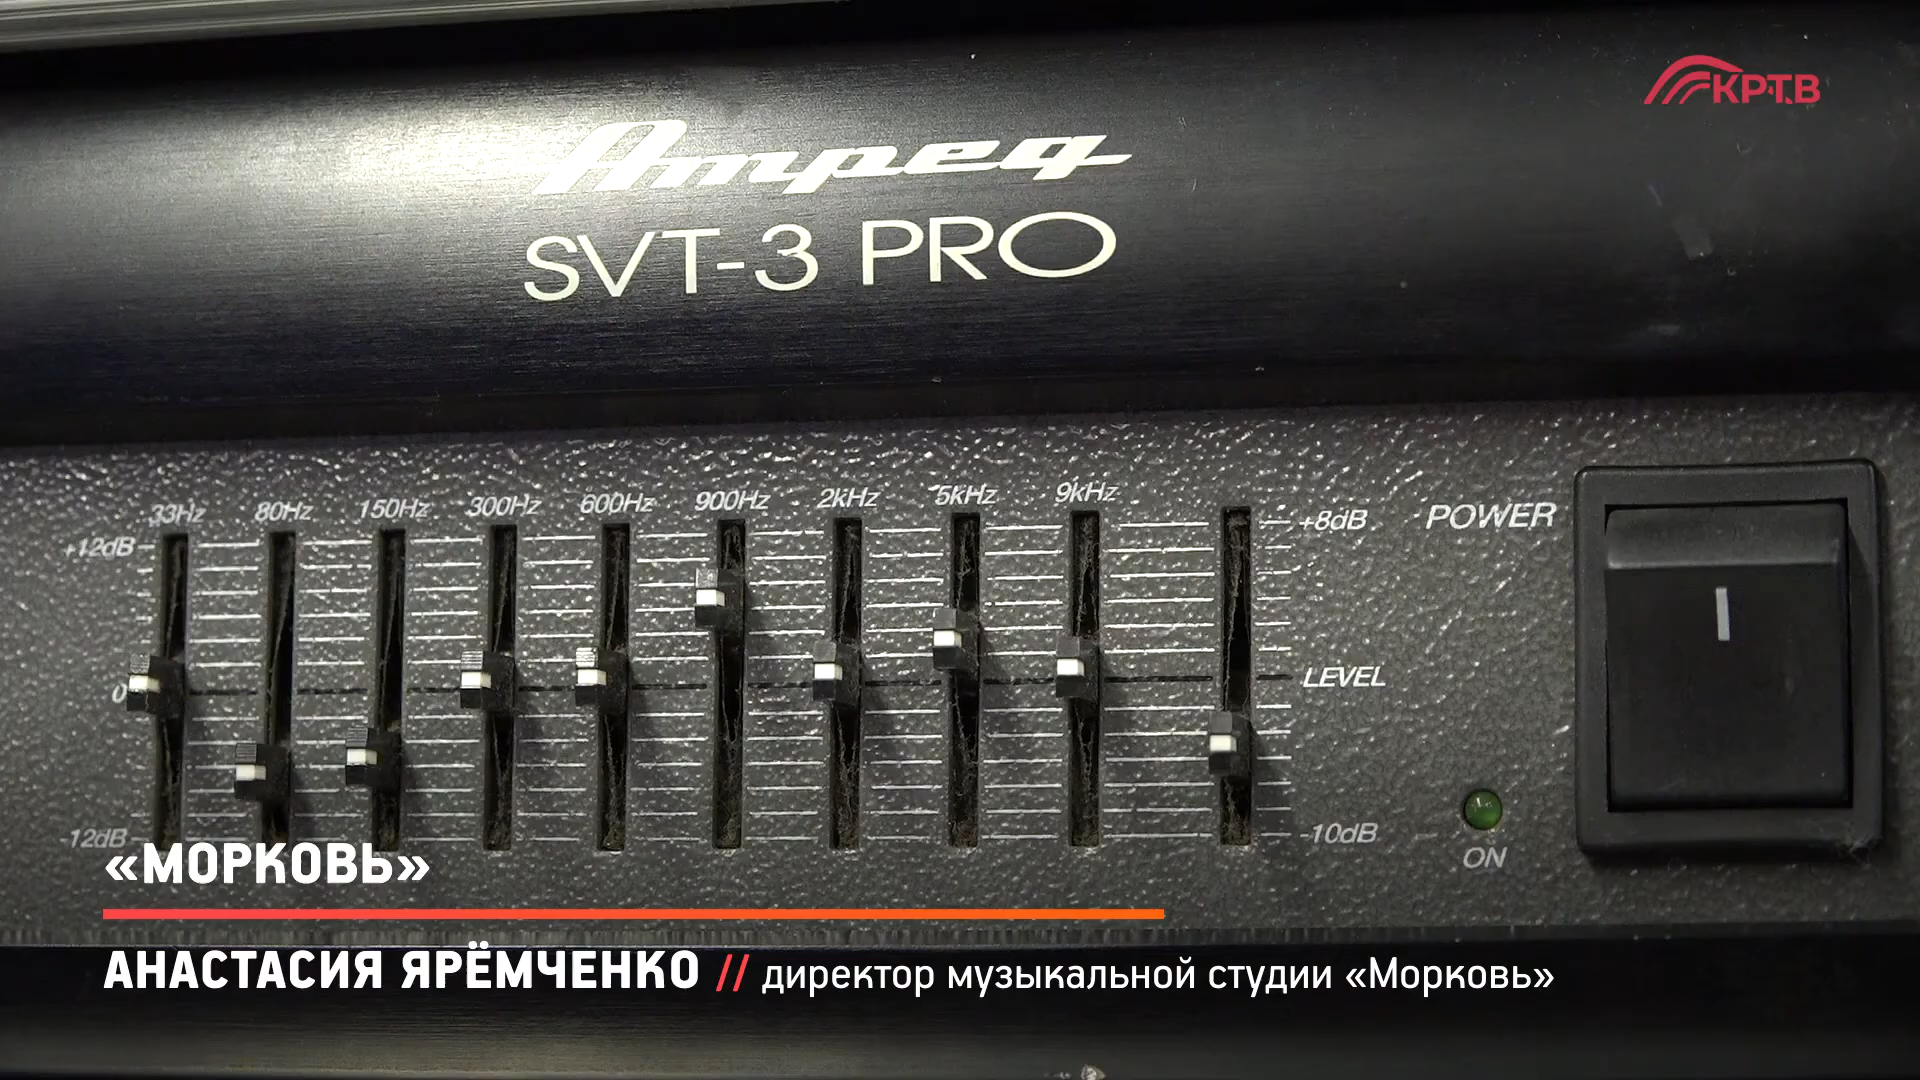 КРТВ
Ampeg
SVT-3 PRO
33Hz 80Hz 150Hz 300Hz 600Hz 900Hz 2kHz 5kHz 9kHz
+12dB
+8dB
POWER
0
LEVEL
-12dB
-10dB
ON
«МОРКОВЬ»
АНАСТАСИЯ ЯРЁМЧЕНКО // директор музыкальной студии «Морковь»